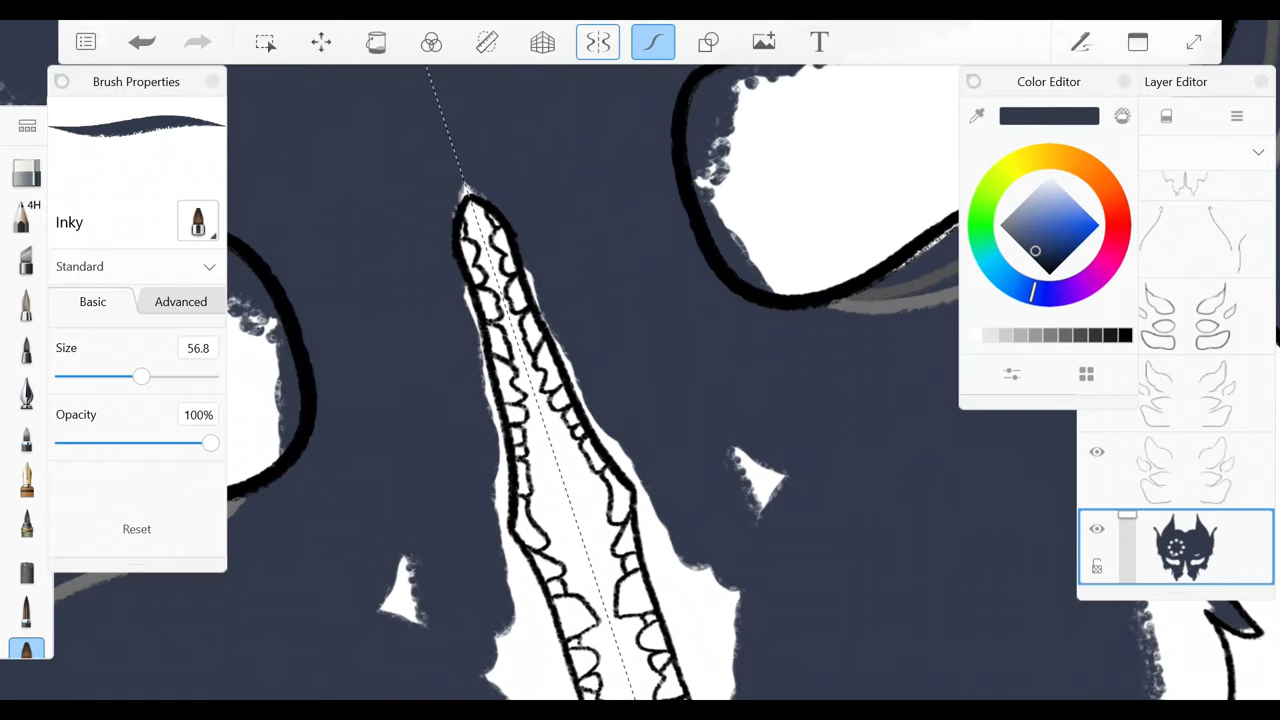 Brush Properties
Color Editor
Layer Editor
4H
Inky
Standard
Basic
Advanced
Size
56.8
Opacity
100%
Reset